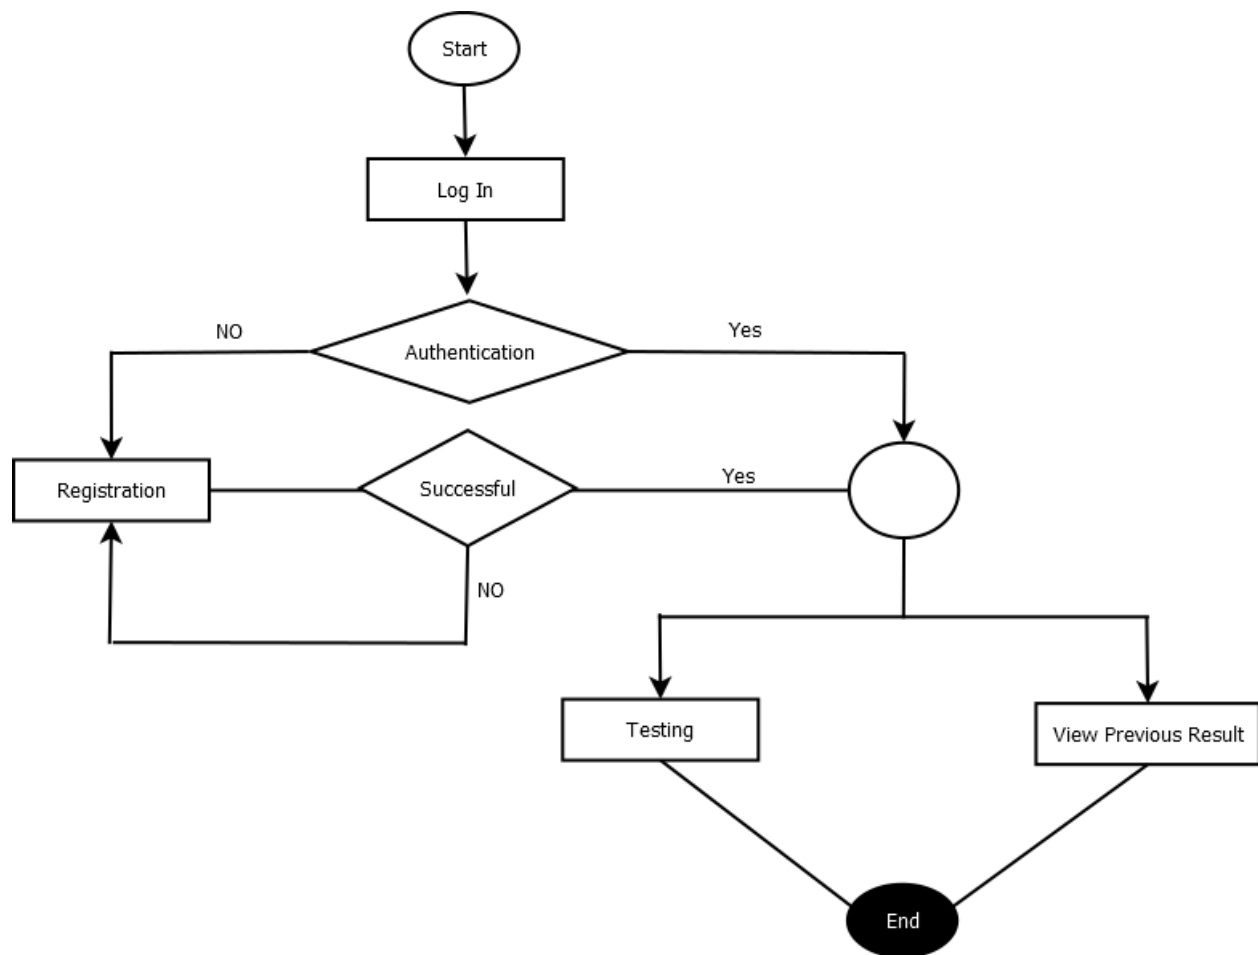 Start
Log In
NO
Yes
Authentication
Registration
Successful
Yes
NO
Testing
View Previous Result
End